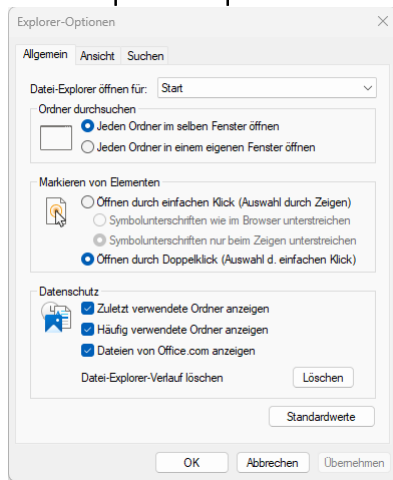 Explorer-Optionen
Allgemein Ansicht Suchen
Datei-Explorer öffnen für: Start
Ordner durchsuchen
Jeden Ordner im selben Fenster öffnen
Jeden Ordner in einem eigenen Fenster öffnen
Markieren von Elementen
Öffnen durch einfachen Klick (Auswahl durch Zeigen)
Symbolunterschriften wie im Browser unterstreichen
Symbolunterschriften nur beim Zeigen unterstreichen
Öffnen durch Doppelklick (Auswahl d. einfachen Klick)
Datenschutz
Zuletzt verwendete Ordner anzeigen
Häufig verwendete Ordner anzeigen
Dateien von Office.com anzeigen
Datei-Explorer-Verlauf löschen Löschen
Standardwerte
OK Abbrechen Übernehmen